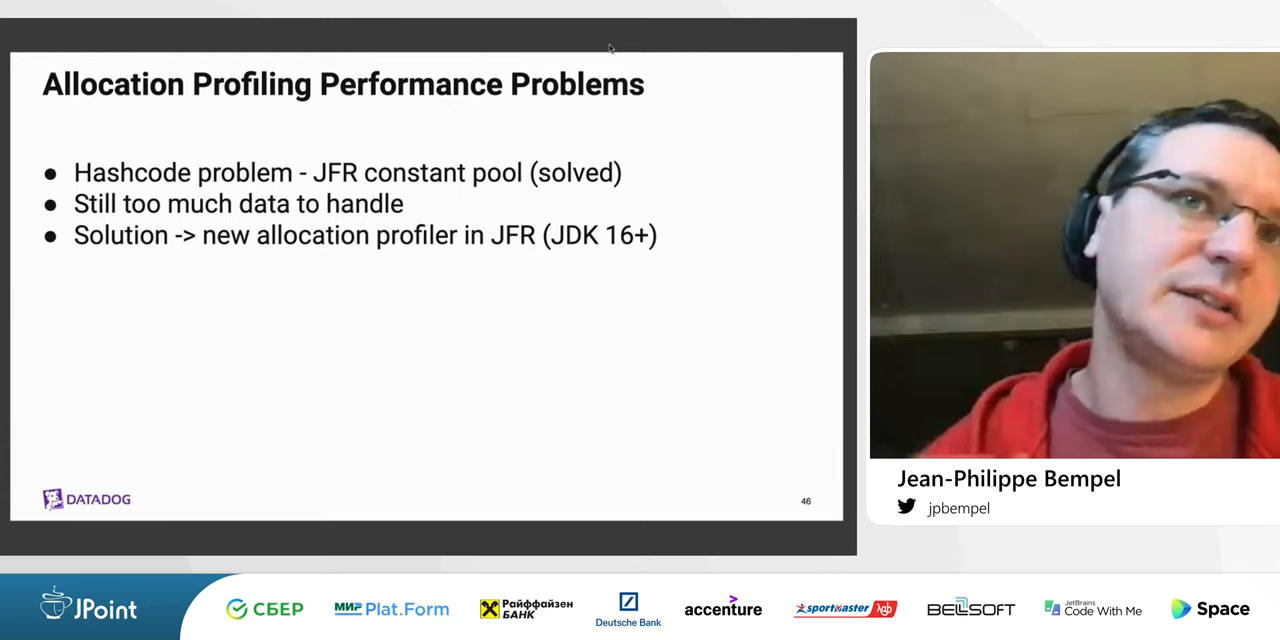 Allocation Profiling Performance Problems
● Hashcode problem - JFR constant pool (solved)
● Still too much data to handle
● Solution -> new allocation profiler in JFR (JDK 16+)
DATADOG
46
Jean-Philippe Bempel
jpbempel
JPoint
СБЕР
МИР Plat.Form
Райффайзен
БАНК
Deutsche Bank
accenture
sportmaster lab
BELLSOFT
JetBrains
Code With Me
Space